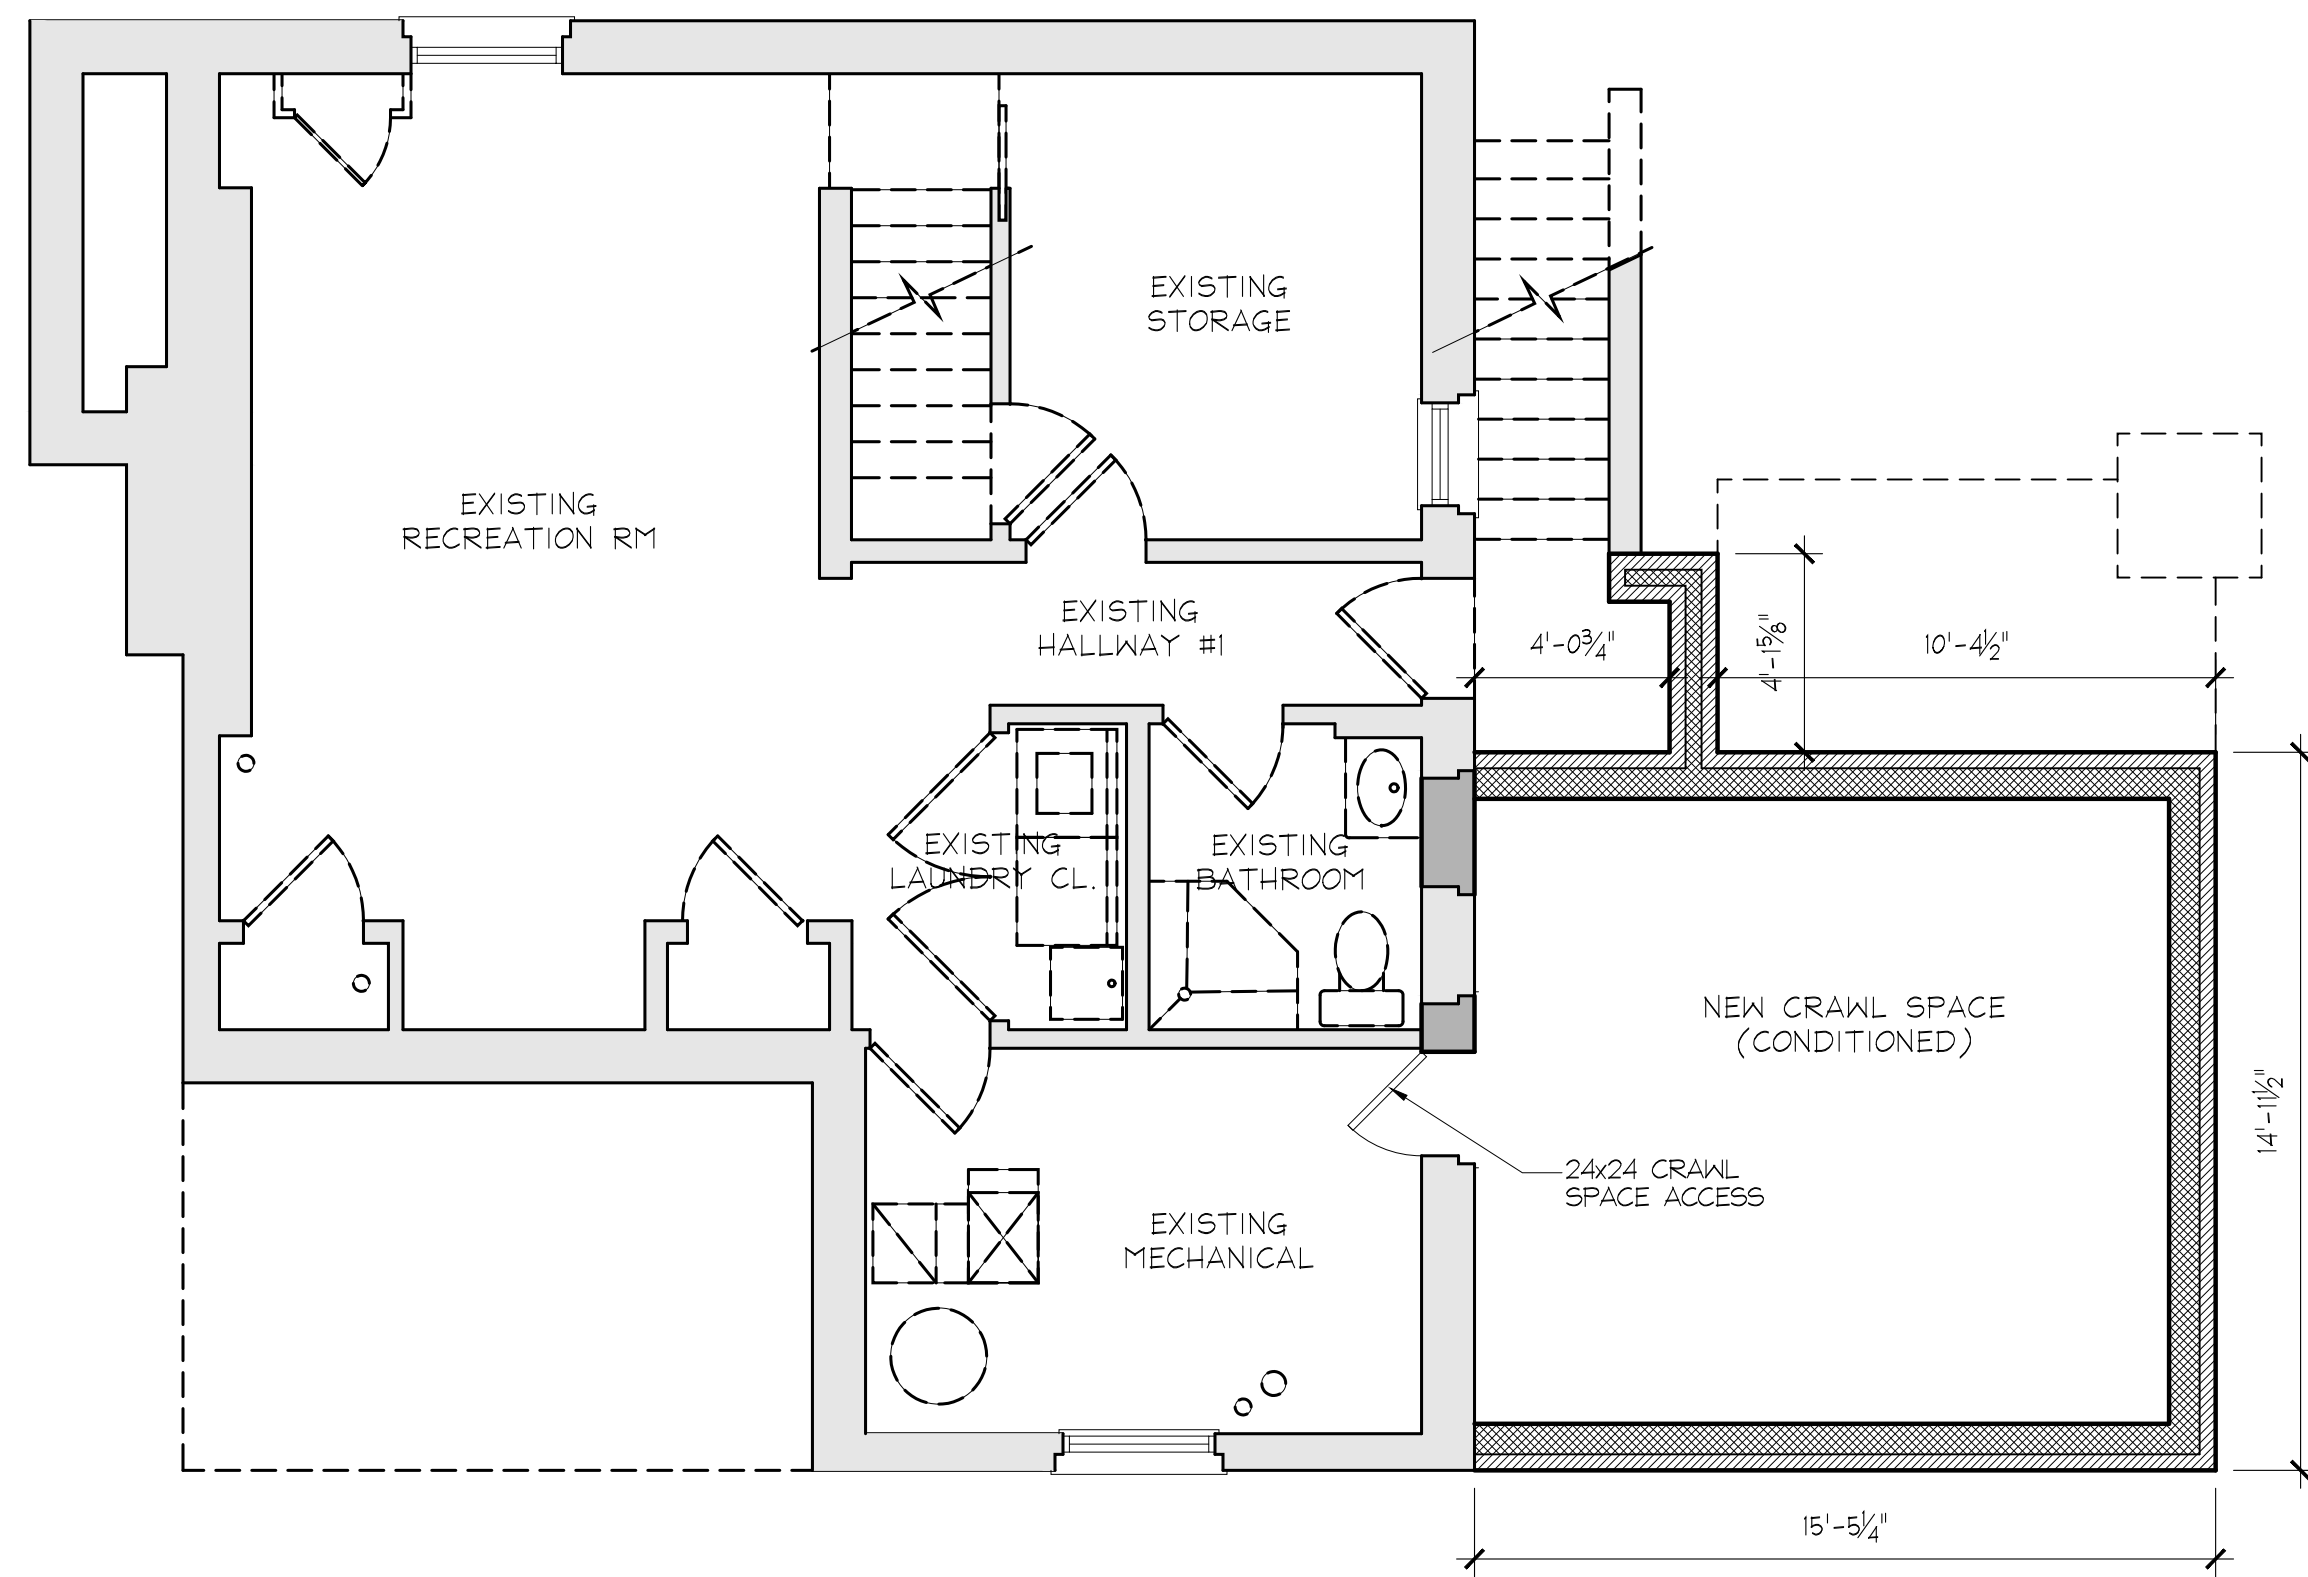 EXISTING
STORAGE
EXISTING
RECREATION RM
EXISTING
HALLWAY #1
4'-0¾"
4'-1⅝"
10'-4½"
EXISTING
LAUNDRY CL.
EXISTING
BATHROOM
NEW CRAWL SPACE
(CONDITIONED)
14'-11½"
24x24 CRAWL
SPACE ACCESS
EXISTING
MECHANICAL
15'-5¼"